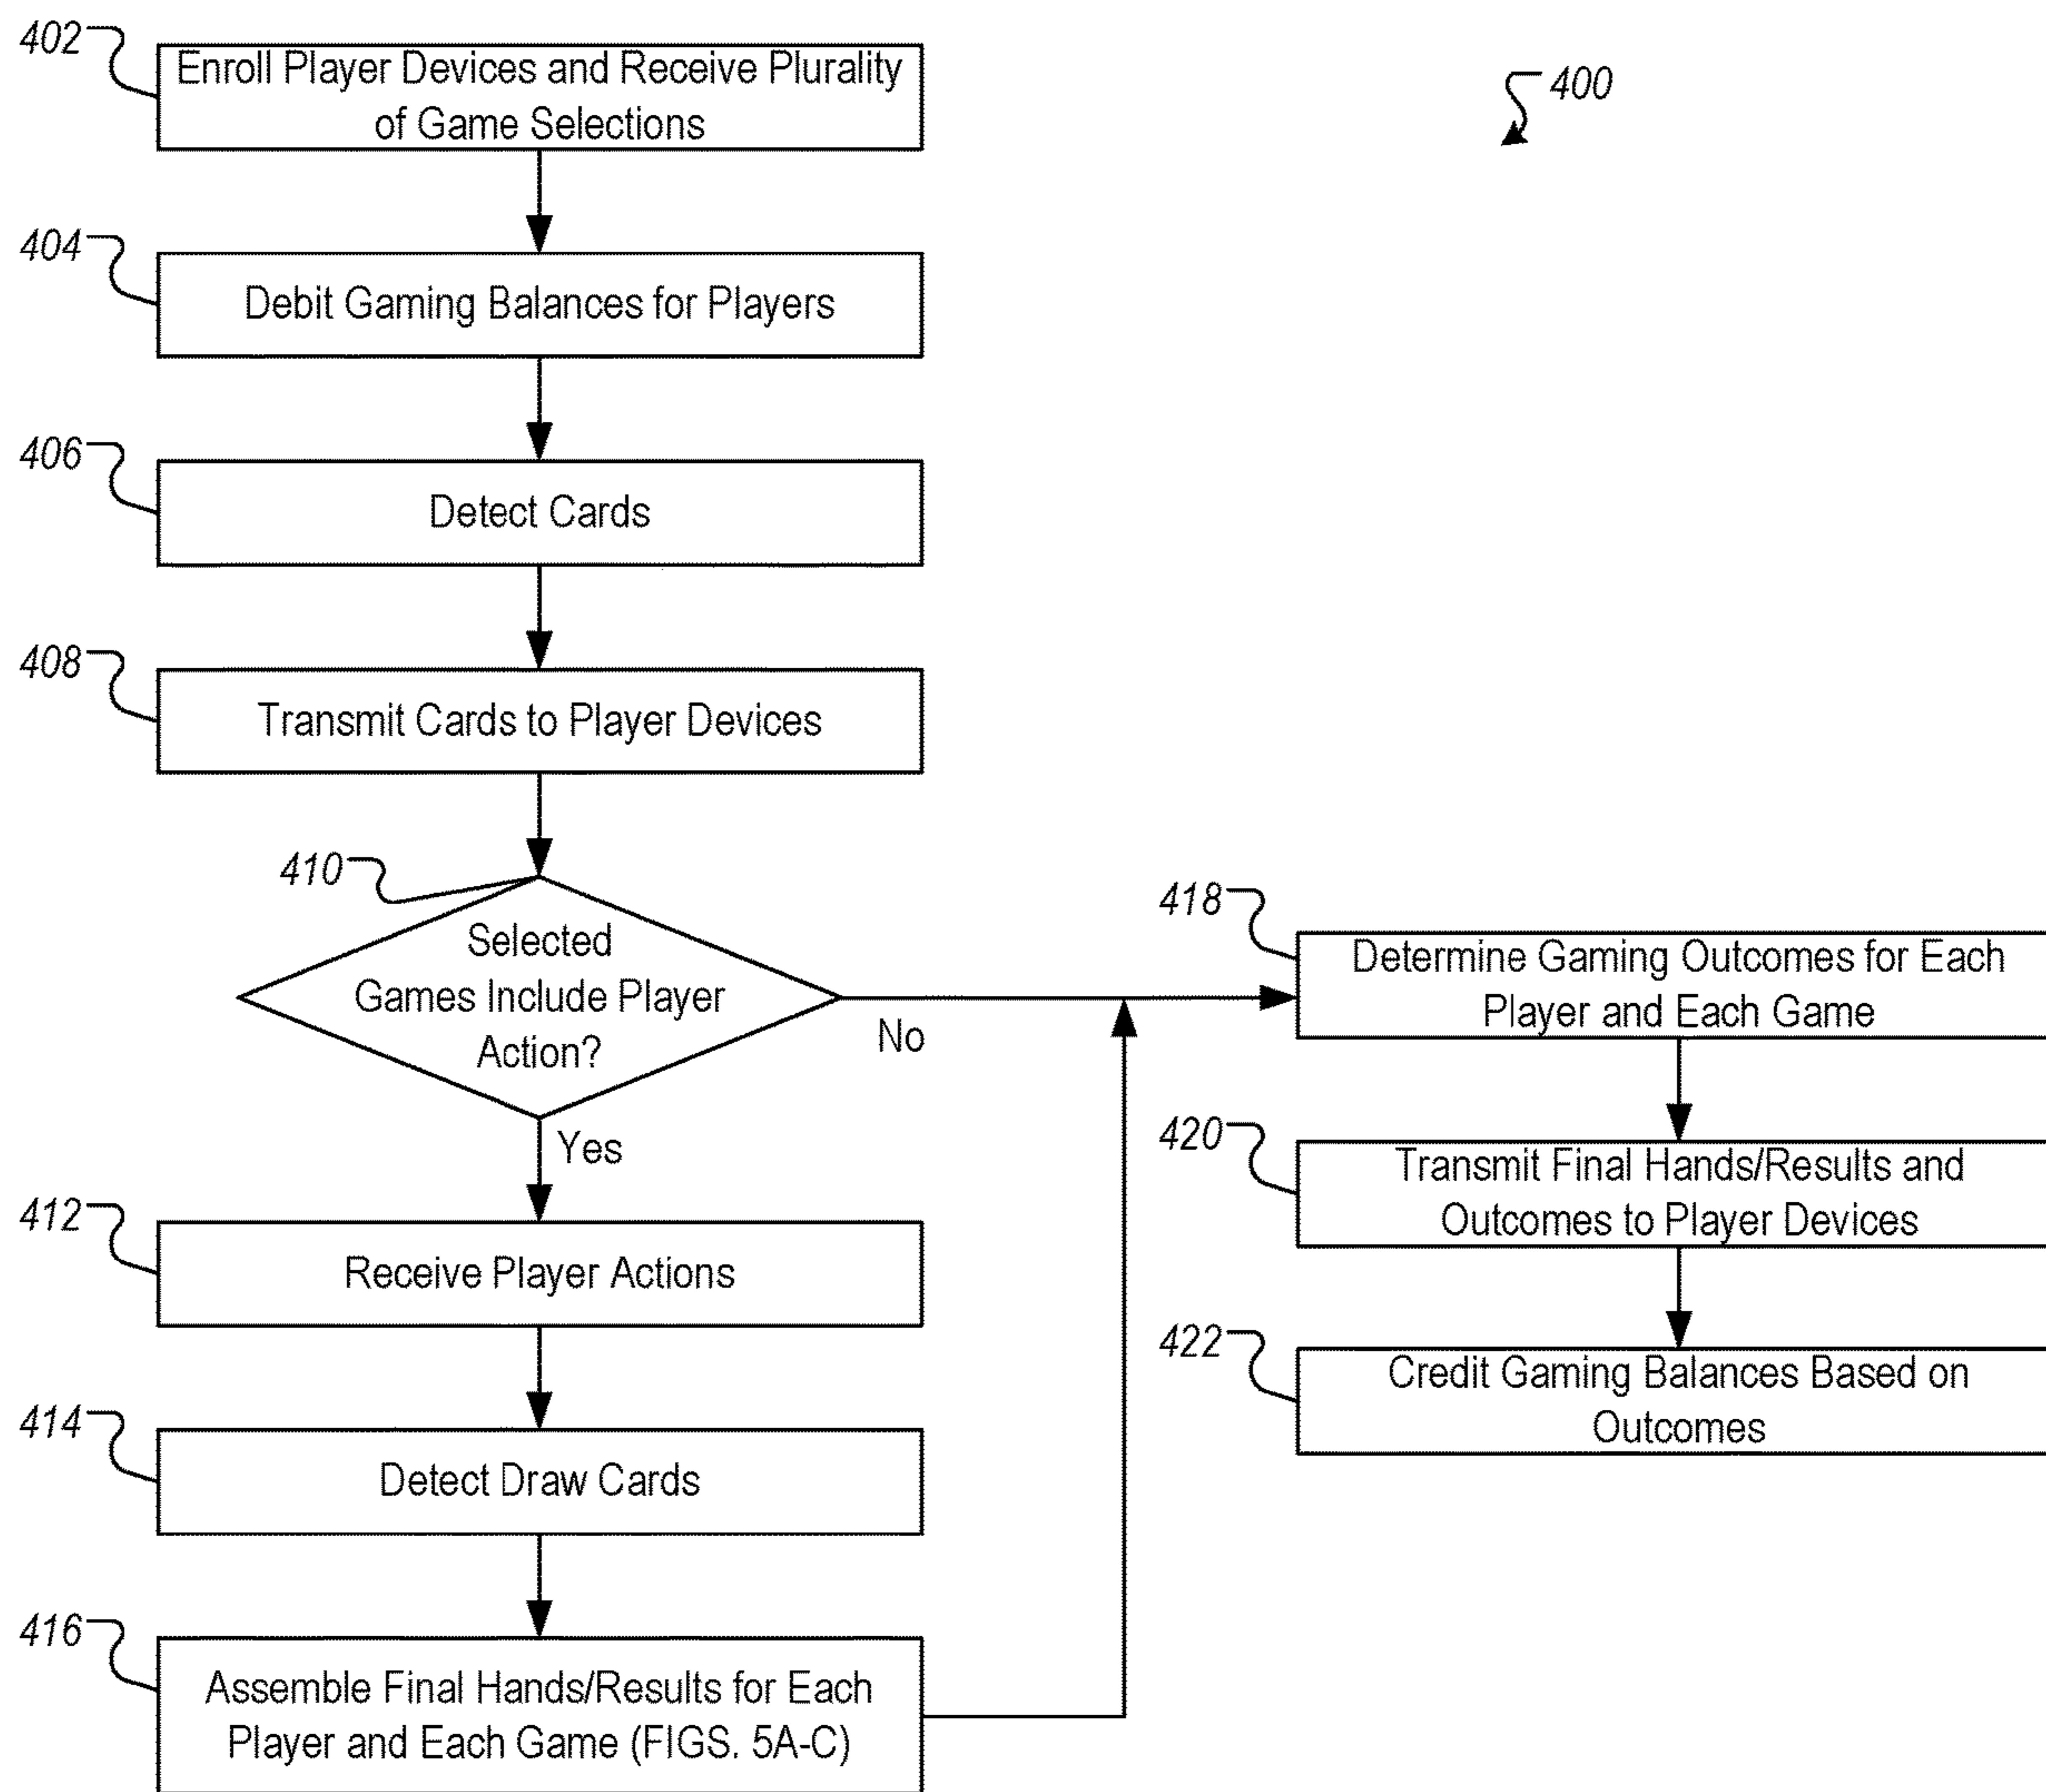 402
Enroll Player Devices and Receive Plurality
of Game Selections
400
404
Debit Gaming Balances for Players
406
Detect Cards
408
Transmit Cards to Player Devices
410
Selected
Games Include Player
Action?
No
Yes
412
Receive Player Actions
414
Detect Draw Cards
416
Assemble Final Hands/Results for Each
Player and Each Game (FIGS. 5A-C)
418
Determine Gaming Outcomes for Each
Player and Each Game
420
Transmit Final Hands/Results and
Outcomes to Player Devices
422
Credit Gaming Balances Based on
Outcomes